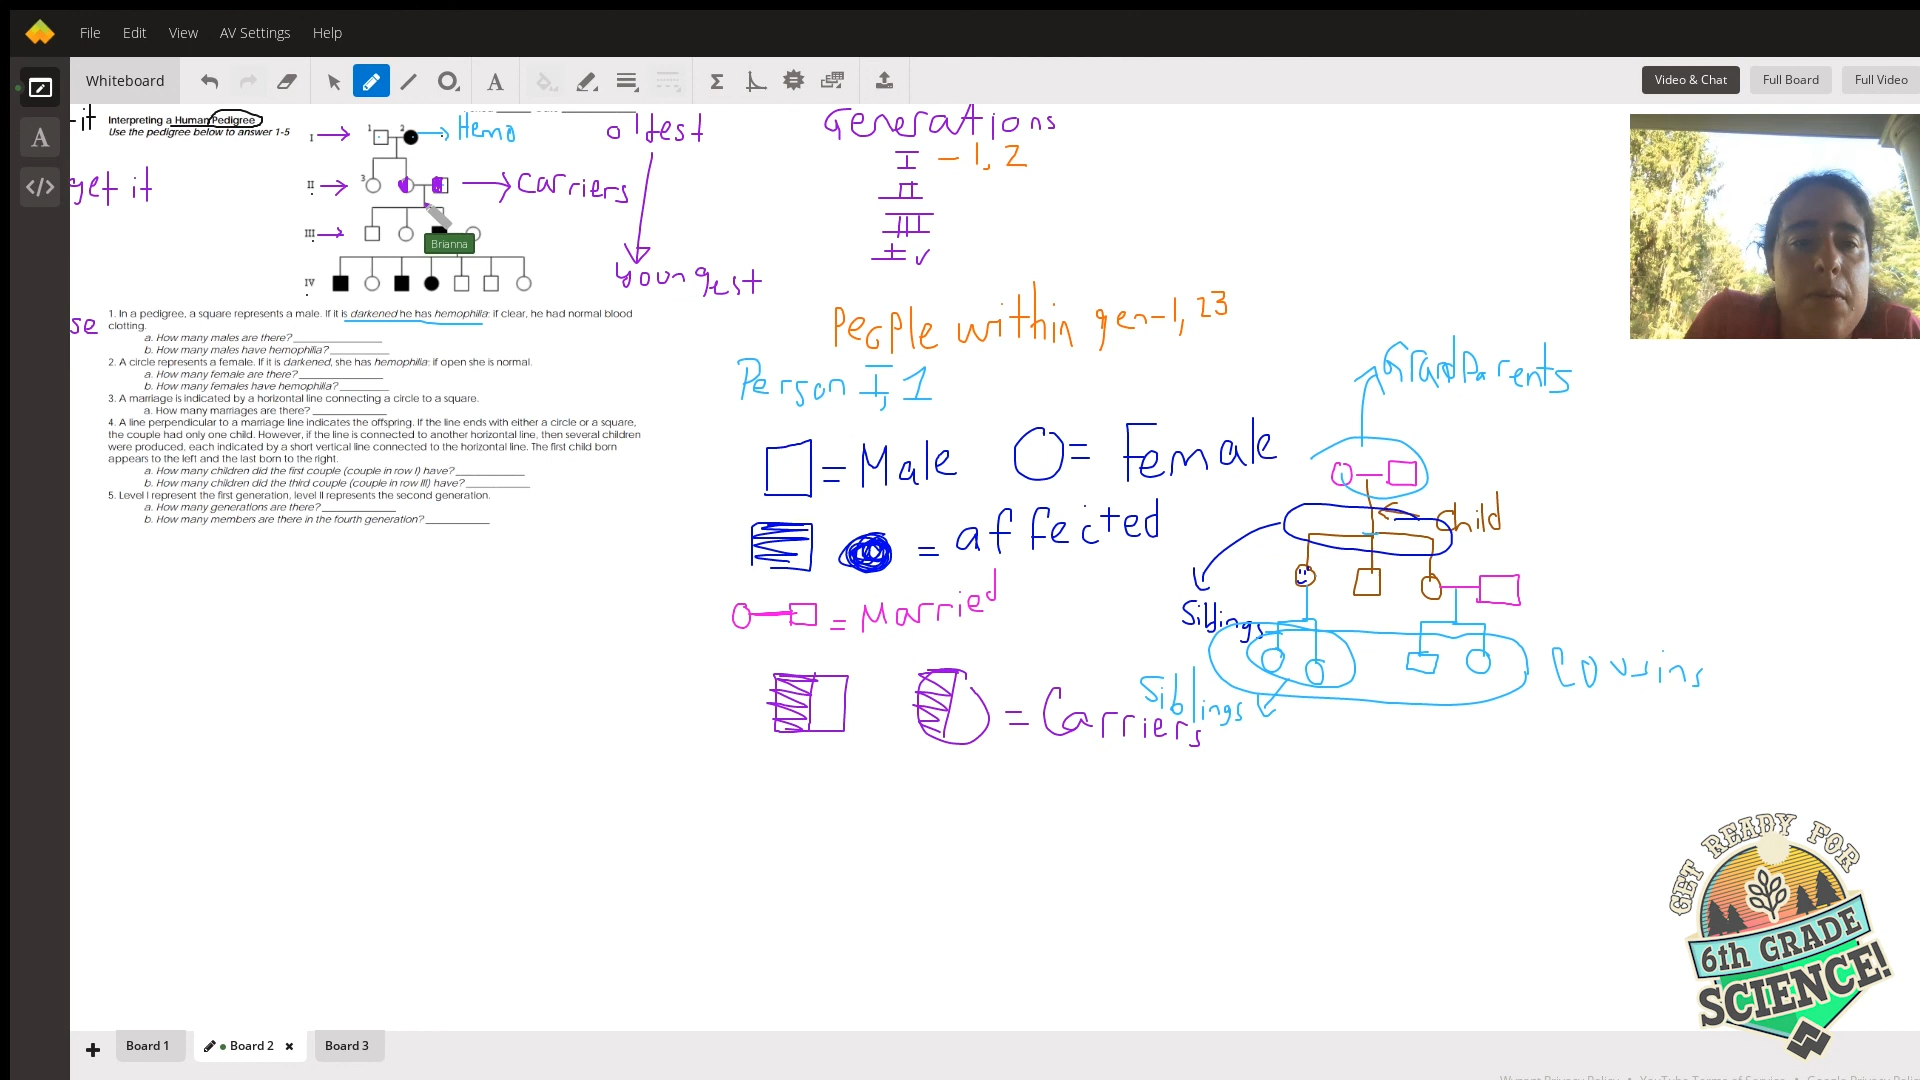 File Edit View AV Settings Help
Whiteboard
Video & Chat Full Board Full Video
it
Interpreting a Human Pedigree
Use the pedigree below to answer 1-5
I 1 2 Hemo
get it
II 3 Carriers
III
Brianna
IV
oldest
youngest
Generations
I - 1, 2
II
III
IV
People within gen-1, 23
Person I, 1
se
1. In a pedigree, a square represents a male. If it is darkened he has hemophilia; if clear, he had normal blood
clotting.
a. How many males are there?
b. How many males have hemophilia?
2. A circle represents a female. If it is darkened, she has hemophilia; if open she is normal.
a. How many female are there?
b. How many females have hemophilia?
3. A marriage is indicated by a horizontal line connecting a circle to a square.
a. How many marriages are there?
4. A line perpendicular to a marriage line indicates the offspring. If the line ends with either a circle or a square,
the couple had only one child. However, if the line is connected to another horizontal line, then several children
were produced, each indicated by a short vertical line connected to the horizontal line. The first child born
appears to the left and the last born to the right.
a. How many children did the first couple (couple in row I) have?
b. How many children did the third couple (couple in row III) have?
5. Level I represent the first generation, level II represents the second generation.
a. How many generations are there?
b. How many members are there in the fourth generation?
= Male = Female
= affected
= Married
= Carriers
Grandparents
Child
Siblings
Siblings
Cousins
GET READY FOR
6th GRADE
SCIENCE!
Board 1 Board 2 Board 3